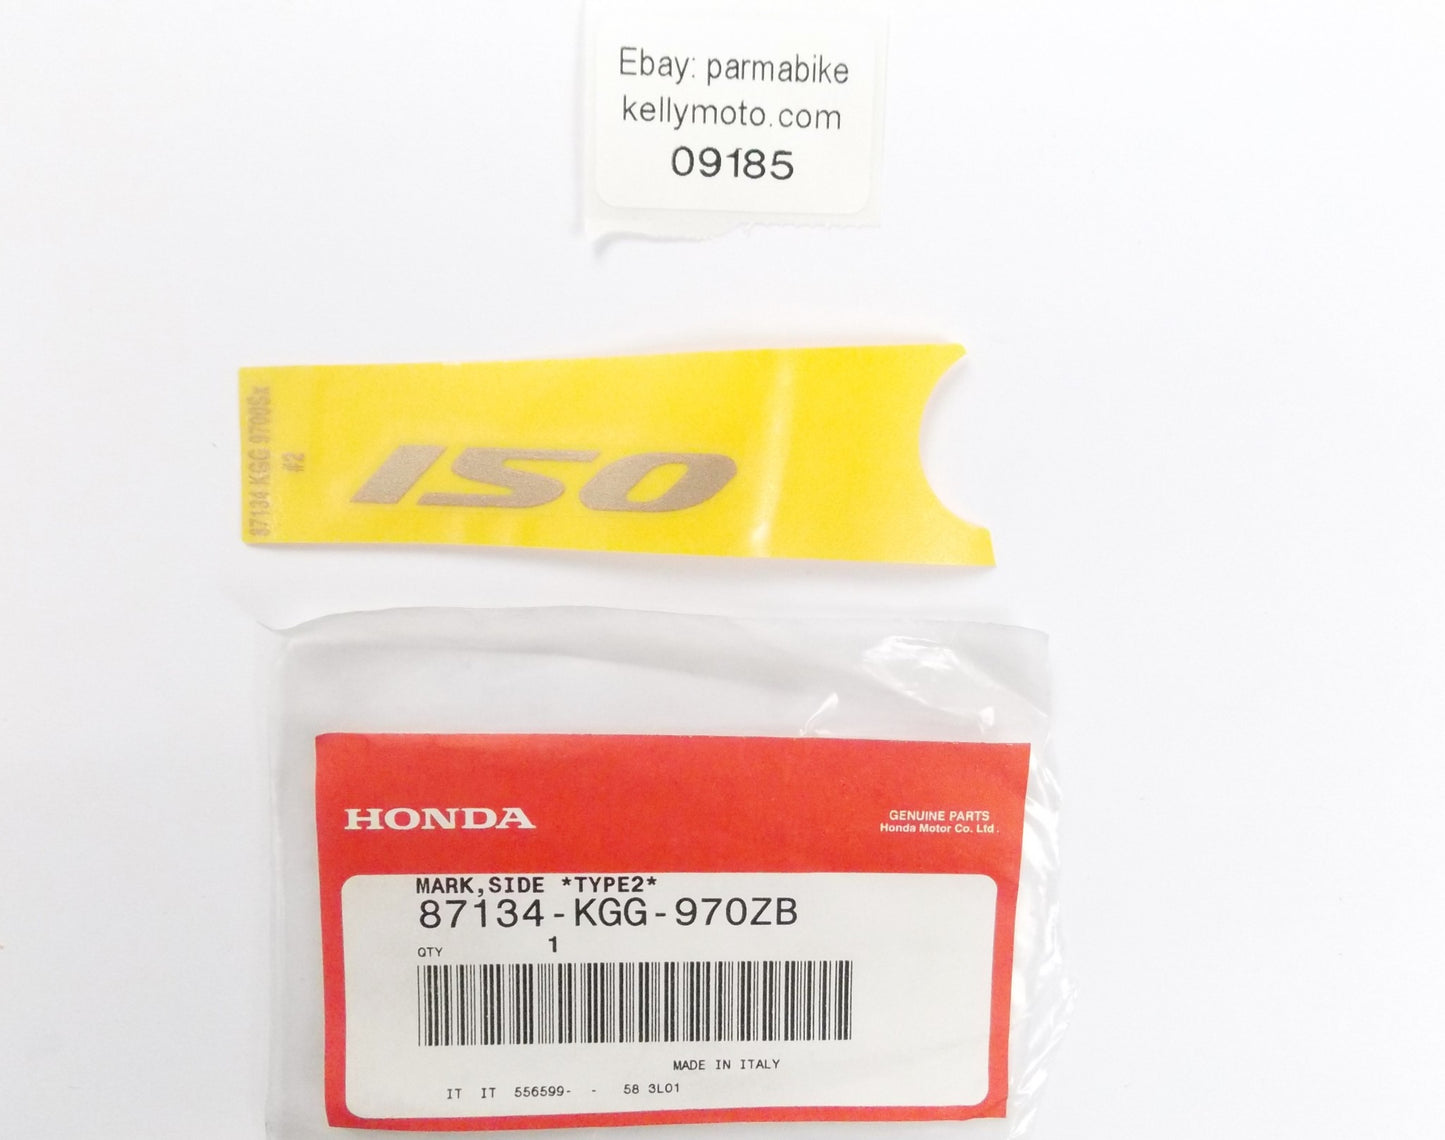 Ebay: parmabike
kellymoto.com
09185
87134 KGG 9700Sx
#2
150
HONDA
GENUINE PARTS
Honda Motor Co. Ltd.
MARK,SIDE *TYPE2*
87134-KGG-970ZB
QTY 1
MADE IN ITALY
IT IT 556599- - 58 3L01